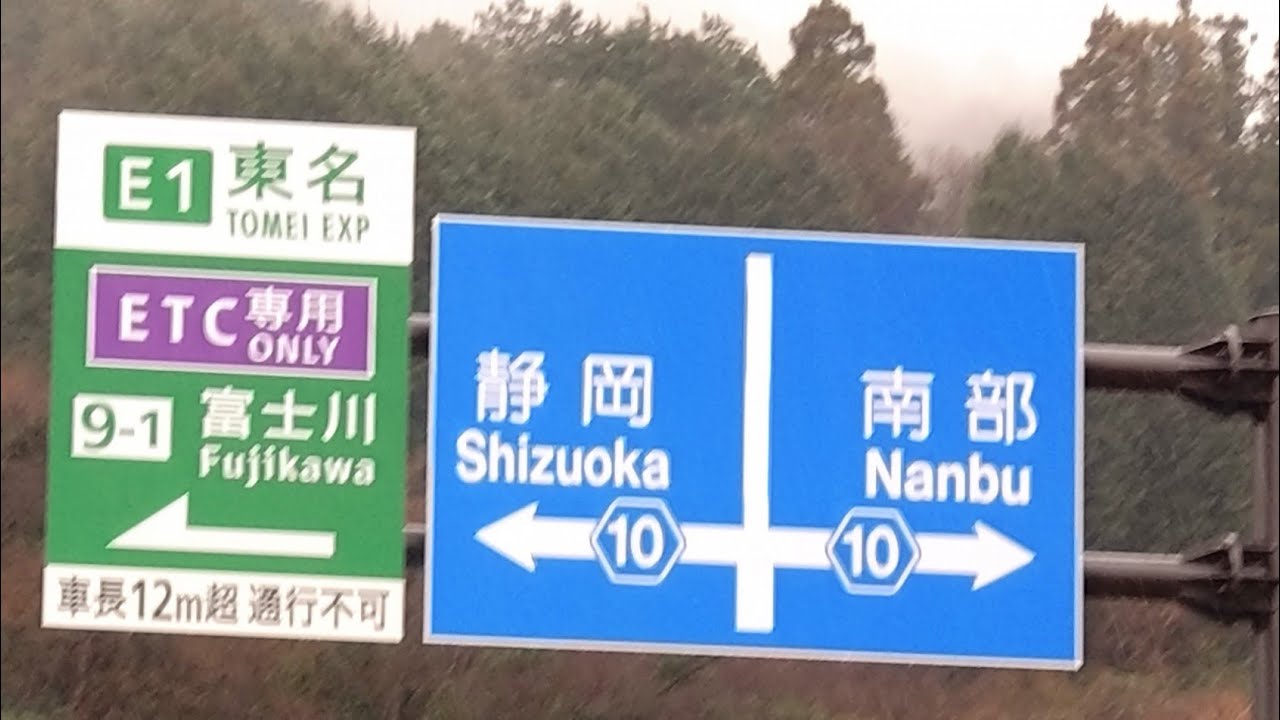 E1 東名
TOMEI EXP
ETC専用
ONLY
9-1 富士川
Fujikawa
車長12m超 通行不可
静岡
Shizuoka
10
南部
Nanbu
10